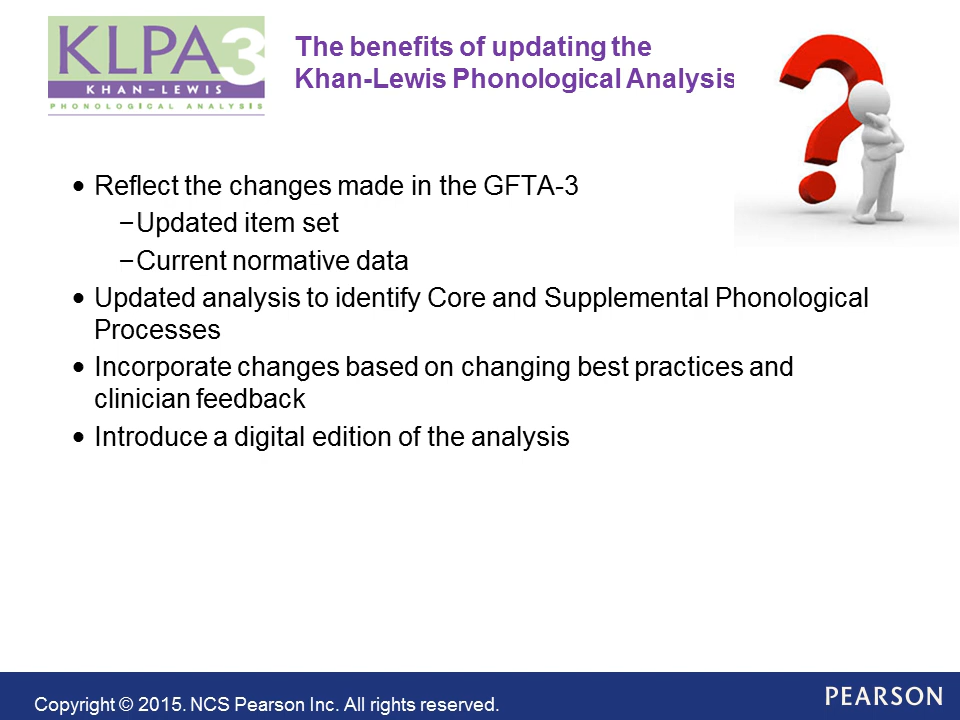 KLPA3
KHAN-LEWIS
PHONOLOGICAL ANALYSIS
The benefits of updating the
Khan-Lewis Phonological Analysis
?
• Reflect the changes made in the GFTA-3
–Updated item set
–Current normative data
• Updated analysis to identify Core and Supplemental Phonological
Processes
• Incorporate changes based on changing best practices and
clinician feedback
• Introduce a digital edition of the analysis
Copyright © 2015. NCS Pearson Inc. All rights reserved.
PEARSON